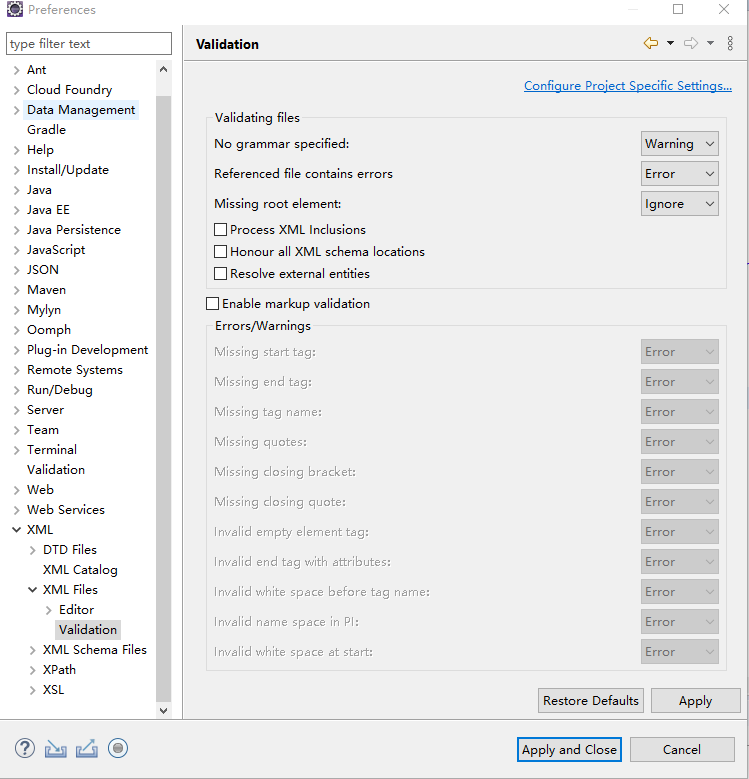 Preferences
type filter text
Ant
Cloud Foundry
Data Management
Gradle
Help
Install/Update
Java
Java EE
Java Persistence
JavaScript
JSON
Maven
Mylyn
Oomph
Plug-in Development
Remote Systems
Run/Debug
Server
Team
Terminal
Validation
Web
Web Services
XML
DTD Files
XML Catalog
XML Files
Editor
Validation
XML Schema Files
XPath
XSL
Validation
Configure Project Specific Settings...
Validating files
No grammar specified: Warning
Referenced file contains errors Error
Missing root element: Ignore
Process XML Inclusions
Honour all XML schema locations
Resolve external entities
Enable markup validation
Errors/Warnings
Missing start tag: Error
Missing end tag: Error
Missing tag name: Error
Missing quotes: Error
Missing closing bracket: Error
Missing closing quote: Error
Invalid empty element tag: Error
Invalid end tag with attributes: Error
Invalid white space before tag name: Error
Invalid name space in PI: Error
Invalid white space at start: Error
Restore Defaults Apply
? Apply and Close Cancel